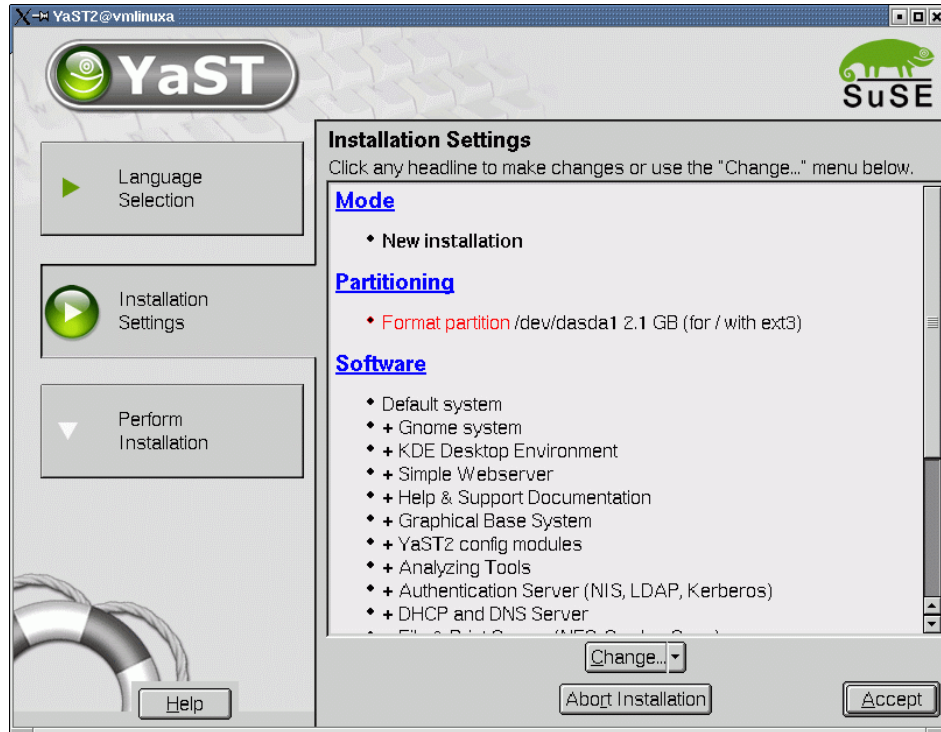 YaST2@vmlinuxa
YaST
SuSE
Language
Selection
Installation
Settings
Perform
Installation
Help
Installation Settings
Click any headline to make changes or use the "Change..." menu below.
Mode
• New installation
Partitioning
• Format partition /dev/dasda1 2.1 GB (for / with ext3)
Software
• Default system
• + Gnome system
• + KDE Desktop Environment
• + Simple Webserver
• + Help & Support Documentation
• + Graphical Base System
• + YaST2 config modules
• + Analyzing Tools
• + Authentication Server (NIS, LDAP, Kerberos)
• + DHCP and DNS Server
Change...
Abort Installation
Accept